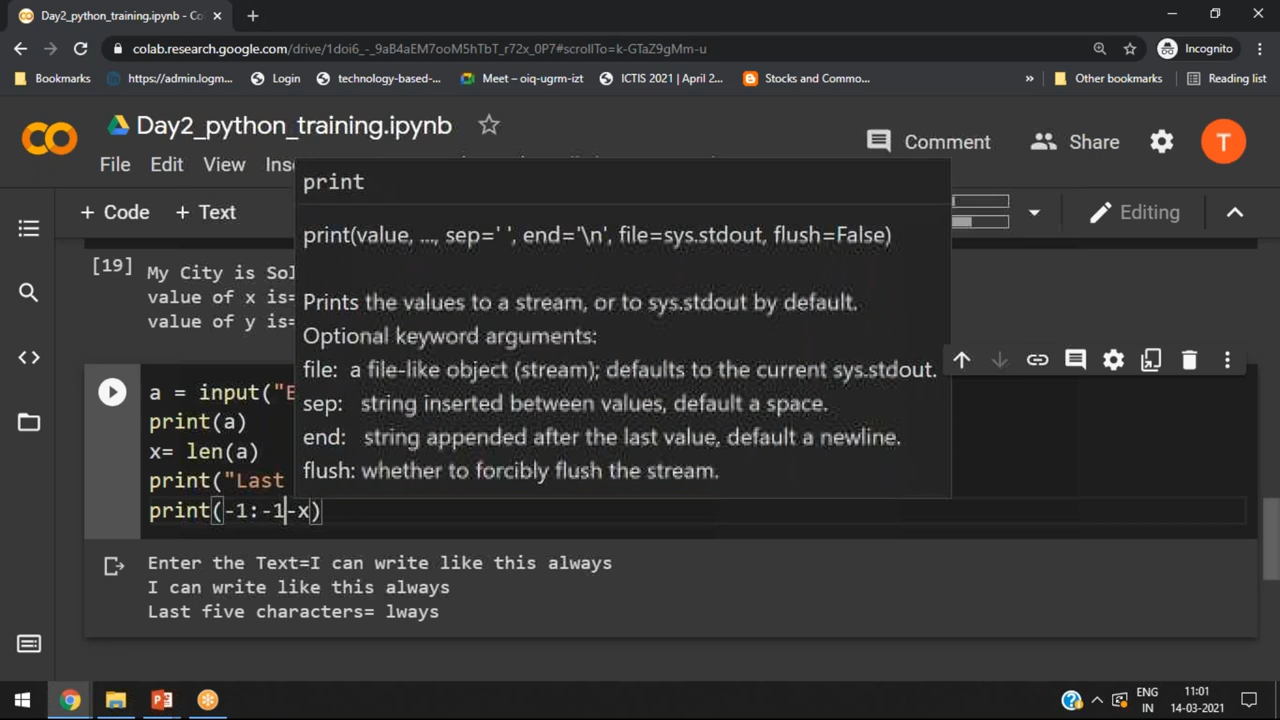 Day2_python_training.ipynb - Co
colab.research.google.com/drive/1doi6_-_9aB4aEM7ooM5hTbT_r72x_0P7#scrollTo=k-GTaZ9gMm-u
Incognito
Bookmarks
https://admin.logm...
Login
technology-based-...
Meet – oiq-ugrm-izt
ICTIS 2021 | April 2...
Stocks and Commo...
»
Other bookmarks
Reading list
Day2_python_training.ipynb
Comment
Share
T
File Edit View Inse
+ Code + Text
Editing
print
print(value, ..., sep=' ', end='\n', file=sys.stdout, flush=False)
Prints the values to a stream, or to sys.stdout by default.
Optional keyword arguments:
file: a file-like object (stream); defaults to the current sys.stdout.
sep: string inserted between values, default a space.
end: string appended after the last value, default a newline.
flush: whether to forcibly flush the stream.
[19] My City is Sol
value of x is=
value of y is=
a = input("E
print(a)
x= len(a)
print("Last
print(-1:-1-x)
Enter the Text=I can write like this always
I can write like this always
Last five characters= lways
ENG
IN
11:01
14-03-2021